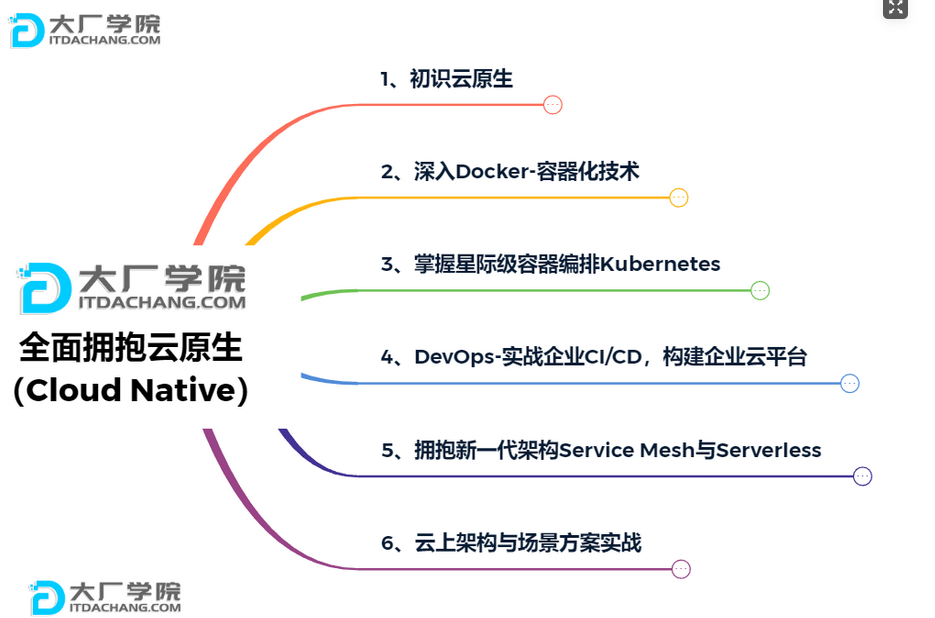 大厂学院
ITDACHANG.COM
1、初识云原生
2、深入Docker-容器化技术
3、掌握星际级容器编排Kubernetes
大厂学院
ITDACHANG.COM
全面拥抱云原生
（Cloud Native）
4、DevOps-实战企业CI/CD，构建企业云平台
5、拥抱新一代架构Service Mesh与Serverless
6、云上架构与场景方案实战
大厂学院
ITDACHANG.COM